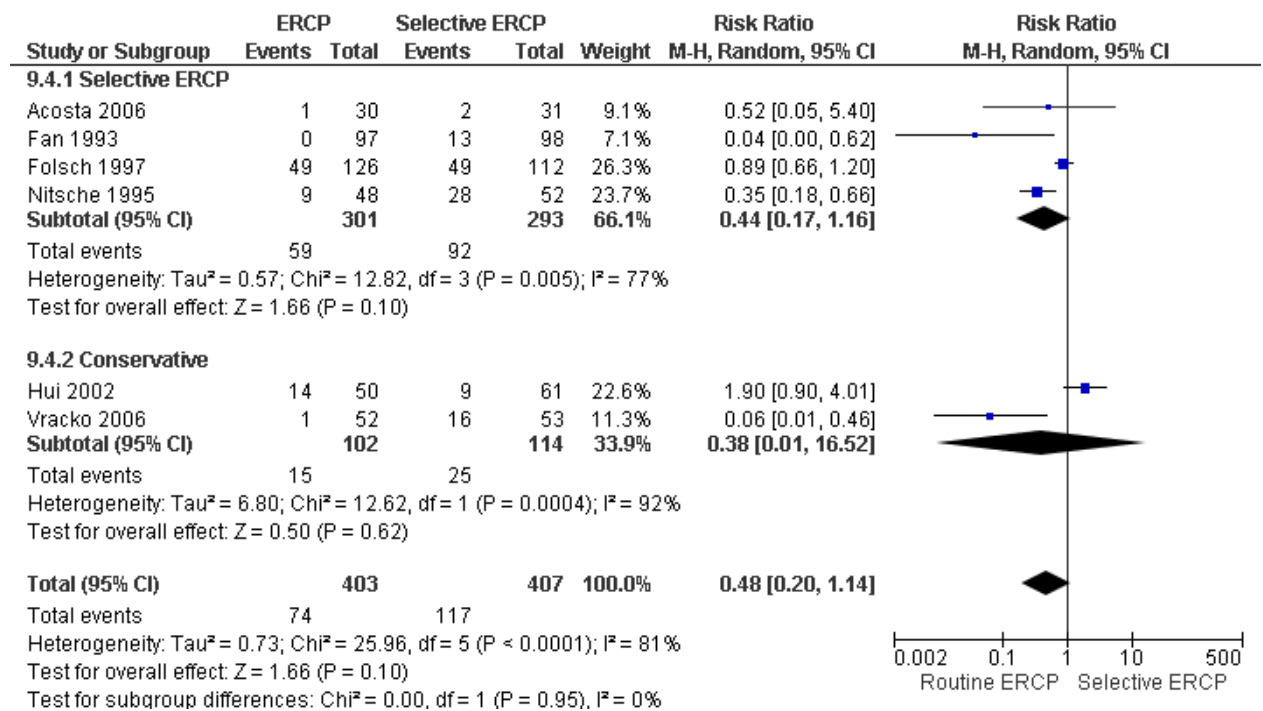 ERCP Selective ERCP Risk Ratio Risk Ratio
Study or Subgroup Events Total Events Total Weight M-H, Random, 95% CI M-H, Random, 95% CI
9.4.1 Selective ERCP
Acosta 2006 1 30 2 31 9.1% 0.52 [0.05, 5.40]
Fan 1993 0 97 13 98 7.1% 0.04 [0.00, 0.62]
Folsch 1997 49 126 49 112 26.3% 0.89 [0.66, 1.20]
Nitsche 1995 9 48 28 52 23.7% 0.35 [0.18, 0.66]
Subtotal (95% CI) 301 293 66.1% 0.44 [0.17, 1.16]
Total events 59 92
Heterogeneity: Tau² = 0.57; Chi² = 12.82, df = 3 (P = 0.005); I² = 77%
Test for overall effect: Z = 1.66 (P = 0.10)
9.4.2 Conservative
Hui 2002 14 50 9 61 22.6% 1.90 [0.90, 4.01]
Vracko 2006 1 52 16 53 11.3% 0.06 [0.01, 0.46]
Subtotal (95% CI) 102 114 33.9% 0.38 [0.01, 16.52]
Total events 15 25
Heterogeneity: Tau² = 6.80; Chi² = 12.62, df = 1 (P = 0.0004); I² = 92%
Test for overall effect: Z = 0.50 (P = 0.62)
Total (95% CI) 403 407 100.0% 0.48 [0.20, 1.14]
Total events 74 117
Heterogeneity: Tau² = 0.73; Chi² = 25.96, df = 5 (P < 0.0001); I² = 81%
Test for overall effect: Z = 1.66 (P = 0.10)
Test for subgroup differences: Chi² = 0.00, df = 1 (P = 0.95), I² = 0%
0.002 0.1 1 10 500
Routine ERCP Selective ERCP